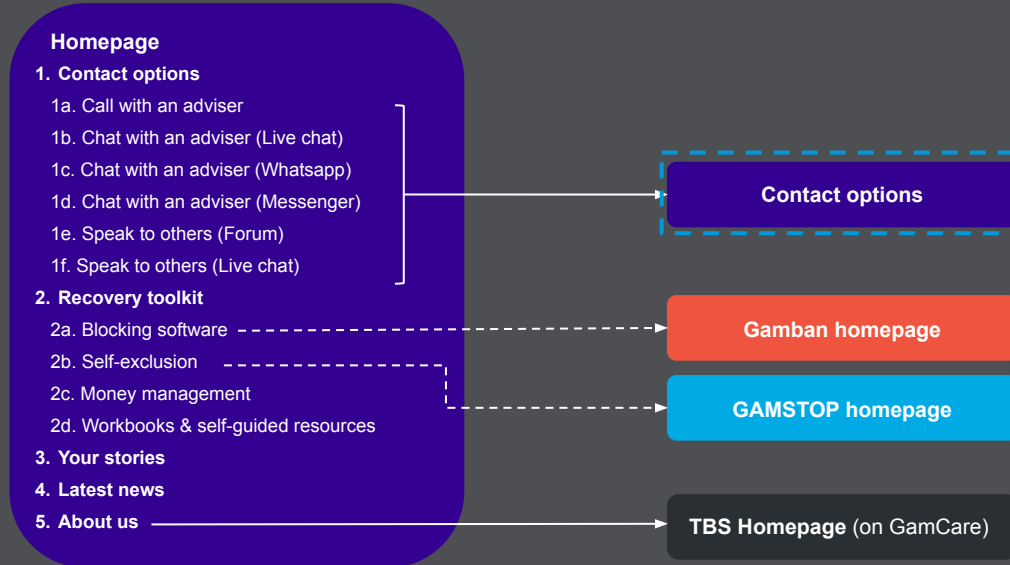 Homepage
1. Contact options
1a. Call with an adviser
1b. Chat with an adviser (Live chat)
1c. Chat with an adviser (Whatsapp)
1d. Chat with an adviser (Messenger)
1e. Speak to others (Forum)
1f. Speak to others (Live chat)
2. Recovery toolkit
2a. Blocking software
2b. Self-exclusion
2c. Money management
2d. Workbooks & self-guided resources
3. Your stories
4. Latest news
5. About us
Contact options
Gamban homepage
GAMSTOP homepage
TBS Homepage (on GamCare)